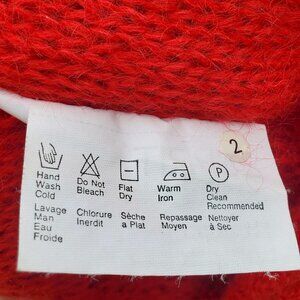 2
P
Hand Wash Cold
Do Not Bleach
Flat Dry
Warm Iron
Dry Clean Recommended
Lavage Man Eau Froide
Chlorure Inerdit
Sèche a Plat
Repassage Moyen
Nettoyer à Sec